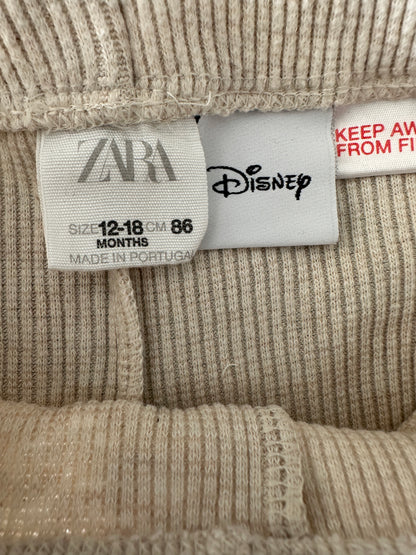 ZARA
SIZE 12-18 CM 86
MONTHS
MADE IN PORTUGAL
Disney
KEEP AW
FROM FI